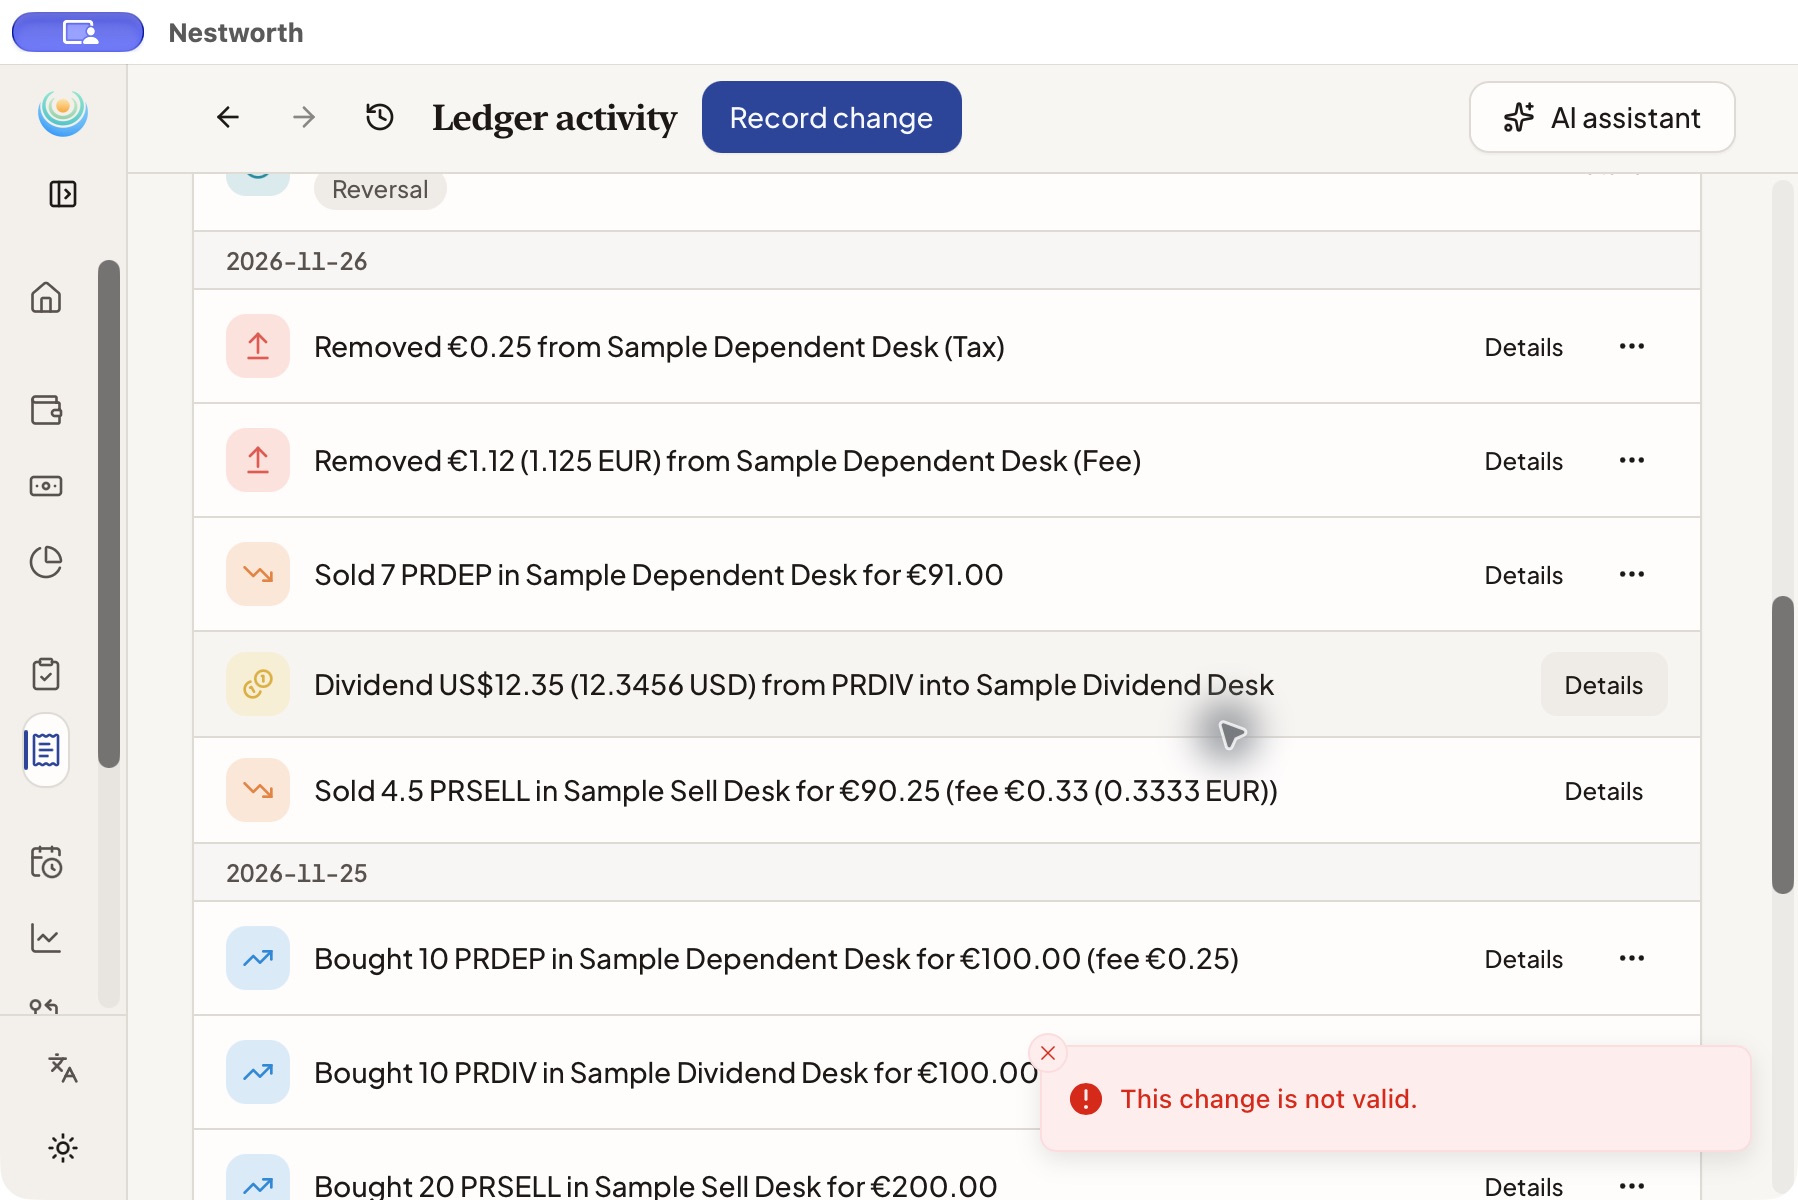 Nestworth
Ledger activity
Record change
AI assistant
Reversal
2026-11-26
Removed €0.25 from Sample Dependent Desk (Tax)
Details
Removed €1.12 (1.125 EUR) from Sample Dependent Desk (Fee)
Details
Sold 7 PRDEP in Sample Dependent Desk for €91.00
Details
Dividend US$12.35 (12.3456 USD) from PRDIV into Sample Dividend Desk
Details
Sold 4.5 PRSELL in Sample Sell Desk for €90.25 (fee €0.33 (0.3333 EUR))
Details
2026-11-25
Bought 10 PRDEP in Sample Dependent Desk for €100.00 (fee €0.25)
Details
Bought 10 PRDIV in Sample Dividend Desk for €100.00
This change is not valid.
Bought 20 PRSELL in Sample Sell Desk for €200.00
Details